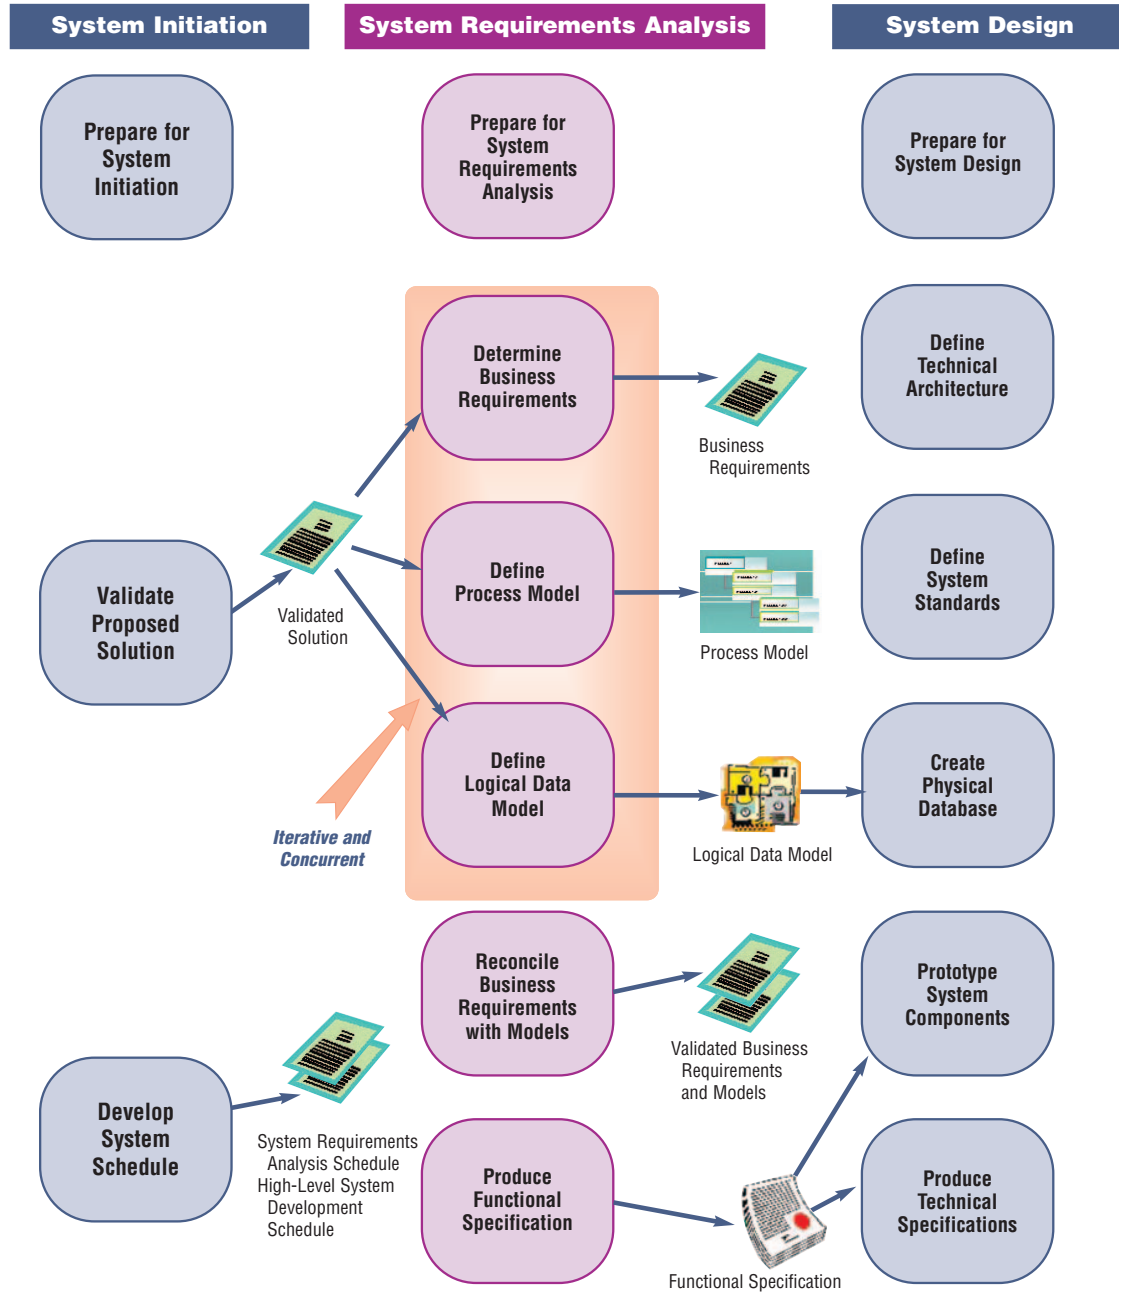 System Initiation
System Requirements Analysis
System Design
Prepare for
System
Initiation
Prepare for
System
Requirements
Analysis
Prepare for
System Design
Determine
Business
Requirements
Business
Requirements
Define
Technical
Architecture
Validate
Proposed
Solution
Validated
Solution
Define
Process Model
Process Model
Define
System
Standards
Iterative and
Concurrent
Define
Logical Data
Model
Logical Data Model
Create
Physical
Database
Reconcile
Business
Requirements
with Models
Validated Business
Requirements
and Models
Prototype
System
Components
Develop
System
Schedule
System Requirements
Analysis Schedule
High-Level System
Development
Schedule
Produce
Functional
Specification
Functional Specification
Produce
Technical
Specifications